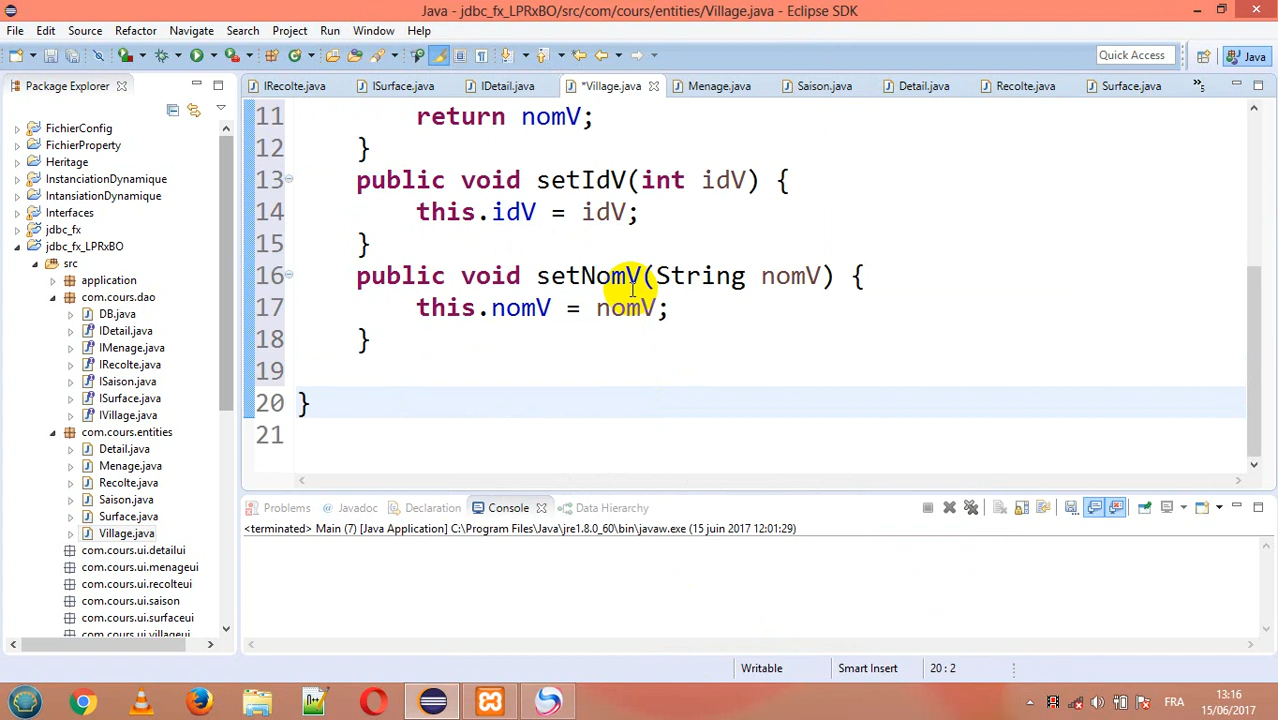 Java - jdbc_fx_LPRxBO/src/com/cours/entities/Village.java - Eclipse SDK
File Edit Source Refactor Navigate Search Project Run Window Help
Quick Access Java
Package Explorer
IRecolte.java ISurface.java IDetail.java *Village.java Menage.java Saison.java Detail.java Recolte.java Surface.java »5
FichierConfig
FichierProperty
Heritage
InstanciationDynamique
IntansiationDynamique
Interfaces
jdbc_fx
jdbc_fx_LPRxBO
src
application
com.cours.dao
DB.java
IDetail.java
IMenage.java
IRecolte.java
ISaison.java
ISurface.java
IVillage.java
com.cours.entities
Detail.java
Menage.java
Recolte.java
Saison.java
Surface.java
Village.java
com.cours.ui.detailui
com.cours.ui.menageui
com.cours.ui.recolteui
com.cours.ui.saison
com.cours.ui.surfaceui
com.cours.ui.villageui
11 return nomV;
12 }
13 public void setIdV(int idV) {
14 this.idV = idV;
15 }
16 public void setNomV(String nomV) {
17 this.nomV = nomV;
18 }
19
20 }
21
Problems Javadoc Declaration Console Data Hierarchy
<terminated> Main (7) [Java Application] C:\Program Files\Java\jre1.8.0_60\bin\javaw.exe (15 juin 2017 12:01:29)
Writable Smart Insert 20 : 2
FRA
13:16
15/06/2017